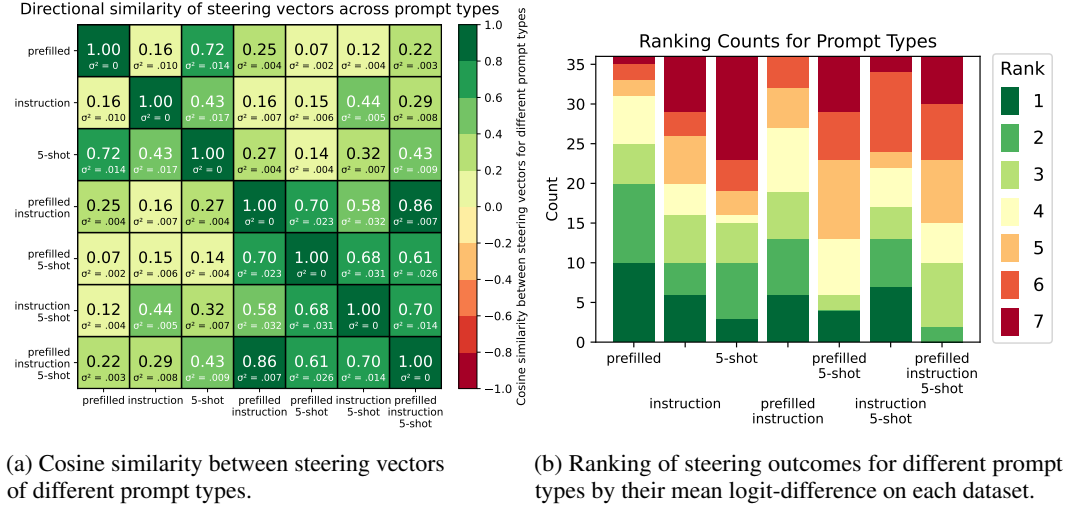 Directional similarity of steering vectors across prompt types
prefilled 1.00 0.16 0.72 0.25 0.07 0.12 0.22
σ² = 0 σ² = .010 σ² = .014 σ² = .004 σ² = .002 σ² = .004 σ² = .003
instruction 0.16 1.00 0.43 0.16 0.15 0.44 0.29
σ² = .010 σ² = 0 σ² = .017 σ² = .007 σ² = .006 σ² = .005 σ² = .008
5-shot 0.72 0.43 1.00 0.27 0.14 0.32 0.43
σ² = .014 σ² = .017 σ² = 0 σ² = .004 σ² = .004 σ² = .007 σ² = .009
prefilled
instruction 0.25 0.16 0.27 1.00 0.70 0.58 0.86
σ² = .004 σ² = .007 σ² = .004 σ² = 0 σ² = .023 σ² = .032 σ² = .007
prefilled
5-shot 0.07 0.15 0.14 0.70 1.00 0.68 0.61
σ² = .002 σ² = .006 σ² = .004 σ² = .023 σ² = 0 σ² = .031 σ² = .026
instruction
5-shot 0.12 0.44 0.32 0.58 0.68 1.00 0.70
σ² = .004 σ² = .005 σ² = .007 σ² = .032 σ² = .031 σ² = 0 σ² = .014
prefilled
instruction
5-shot 0.22 0.29 0.43 0.86 0.61 0.70 1.00
σ² = .003 σ² = .008 σ² = .009 σ² = .007 σ² = .026 σ² = .014 σ² = 0
prefilled instruction 5-shot prefilled prefilled instruction prefilled
instruction 5-shot 5-shot instruction
5-shot
1.0
0.8
0.6
0.4
0.2
0.0
−0.2
−0.4
−0.6
−0.8
−1.0
Cosine similarity between steering vectors for different prompt types
Ranking Counts for Prompt Types
Count
35
30
25
20
15
10
5
0
prefilled 5-shot prefilled prefilled
5-shot instruction
5-shot
instruction prefilled instruction
instruction 5-shot
Rank
1
2
3
4
5
6
7
(a) Cosine similarity between steering vectors
of different prompt types.
(b) Ranking of steering outcomes for different prompt
types by their mean logit-difference on each dataset.